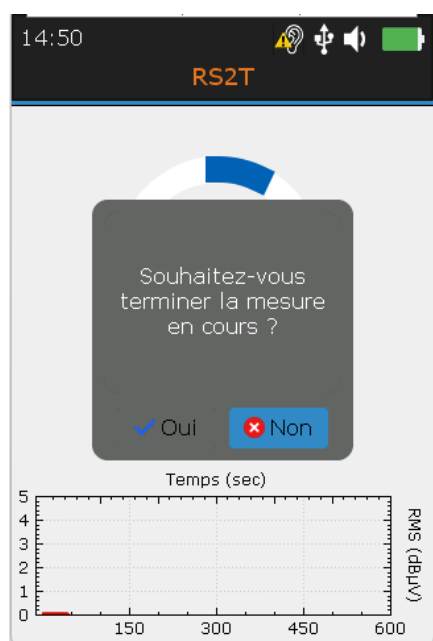 14:50
RS2T
Souhaitez-vous
terminer la mesure
en cours ?
Oui
Non
Temps (sec)
5
4
3
2
1
0
150
300
450
600
RMS (dBµV)